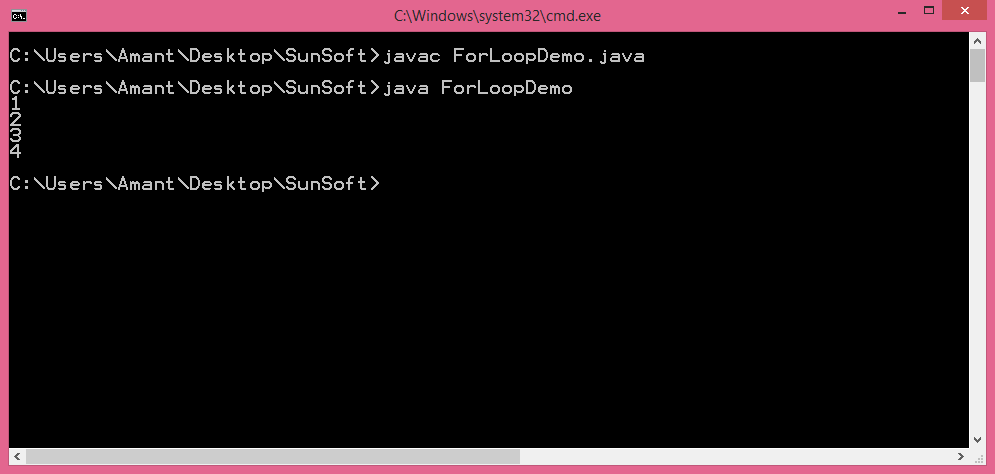 C:\Windows\system32\cmd.exe
C:\Users\Amant\Desktop\SunSoft>javac ForLoopDemo.java
C:\Users\Amant\Desktop\SunSoft>java ForLoopDemo
1
2
3
4
C:\Users\Amant\Desktop\SunSoft>